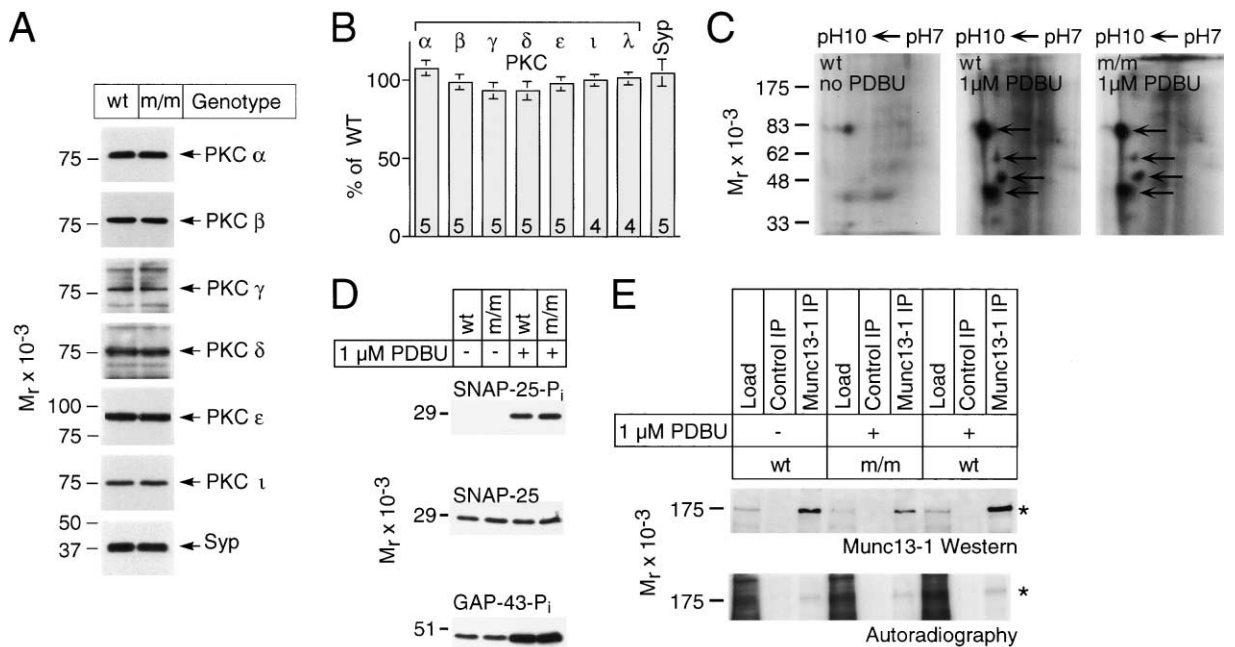 A
wt m/m Genotype
75 PKC α
75 PKC β
75 PKC γ
75 PKC δ
100
75
PKC ε
75 PKC ι
50
37
Syp
Mr x 10-3
B
α β γ δ ε ι λ Syp
PKC
% of WT
100
50
0
5 5 5 5 5 4 4 5
C
pH10 ← pH7 pH10 ← pH7 pH10 ← pH7
wt
no PDBU
wt
1µM PDBU
m/m
1µM PDBU
Mr x 10-3
175
83
62
48
33
D
wt m/m wt m/m
1 µM PDBU - - + +
SNAP-25-Pi
29
SNAP-25
29
GAP-43-Pi
51
Mr x 10-3
E
Load Control IP Munc13-1 IP Load Control IP Munc13-1 IP Load Control IP Munc13-1 IP
1 µM PDBU - + +
wt m/m wt
175 *
Munc13-1 Western
175 *
Autoradiography
Mr x 10-3